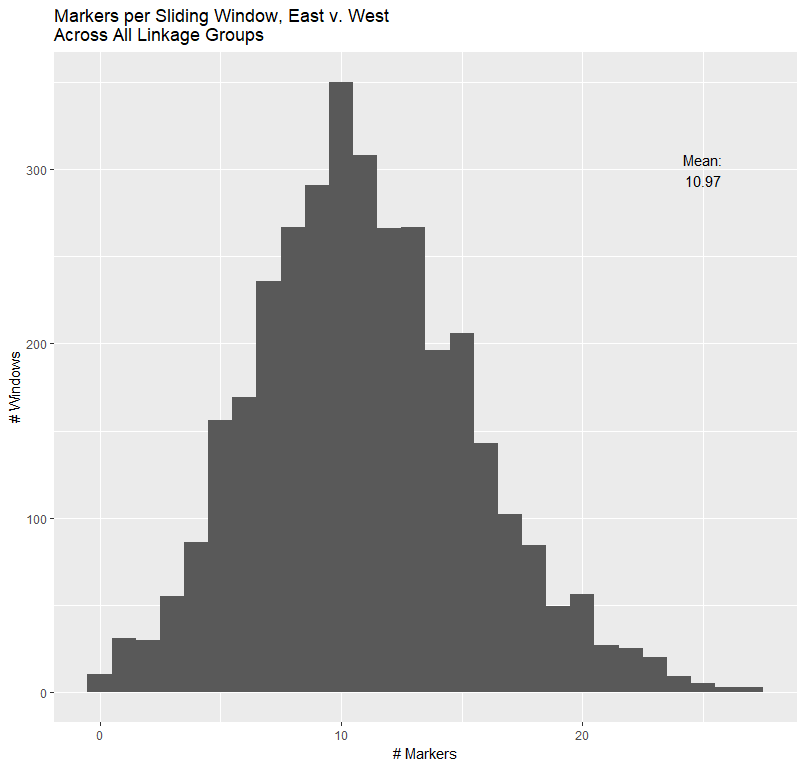 Markers per Sliding Window, East v. West
Across All Linkage Groups
Mean:
10.97
300
200
100
0
# Windows
0 10 20
# Markers